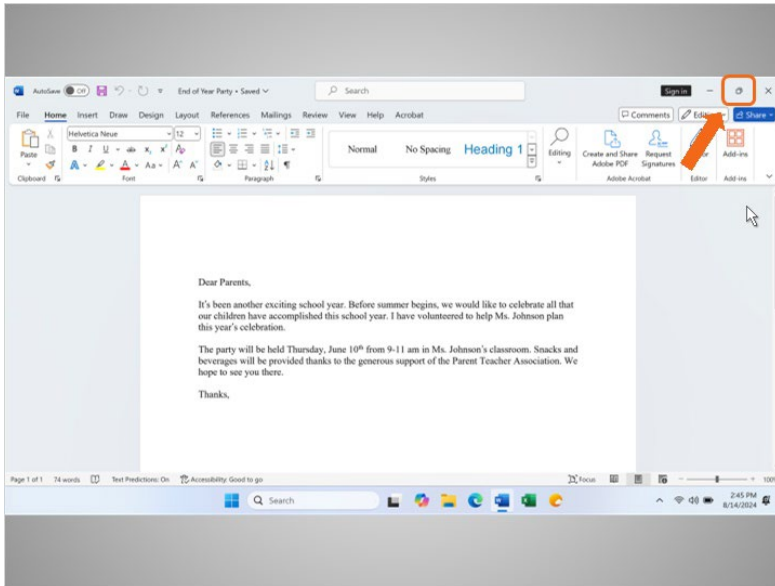 AutoSave Off End of Year Party • Saved Search Sign in
File Home Insert Draw Design Layout References Mailings Review View Help Acrobat Comments Share
Helvetica Neue 12
Paste B I U ab x₂ x² A Normal No Spacing Heading 1 Editing Create and Share Request Add-ins
A A Aa A A Adobe PDF Signatures
Clipboard Font Paragraph Styles Adobe Acrobat Editor Add-ins
Dear Parents,
It's been another exciting school year. Before summer begins, we would like to celebrate all that
our children have accomplished this school year. I have volunteered to help Ms. Johnson plan
this year's celebration.
The party will be held Thursday, June 10th from 9-11 am in Ms. Johnson's classroom. Snacks and
beverages will be provided thanks to the generous support of the Parent Teacher Association. We
hope to see you there.
Thanks,
Page 1 of 1 74 words Text Predictions: On Accessibility: Good to go Focus 100%
Search 2:45 PM
8/14/2024